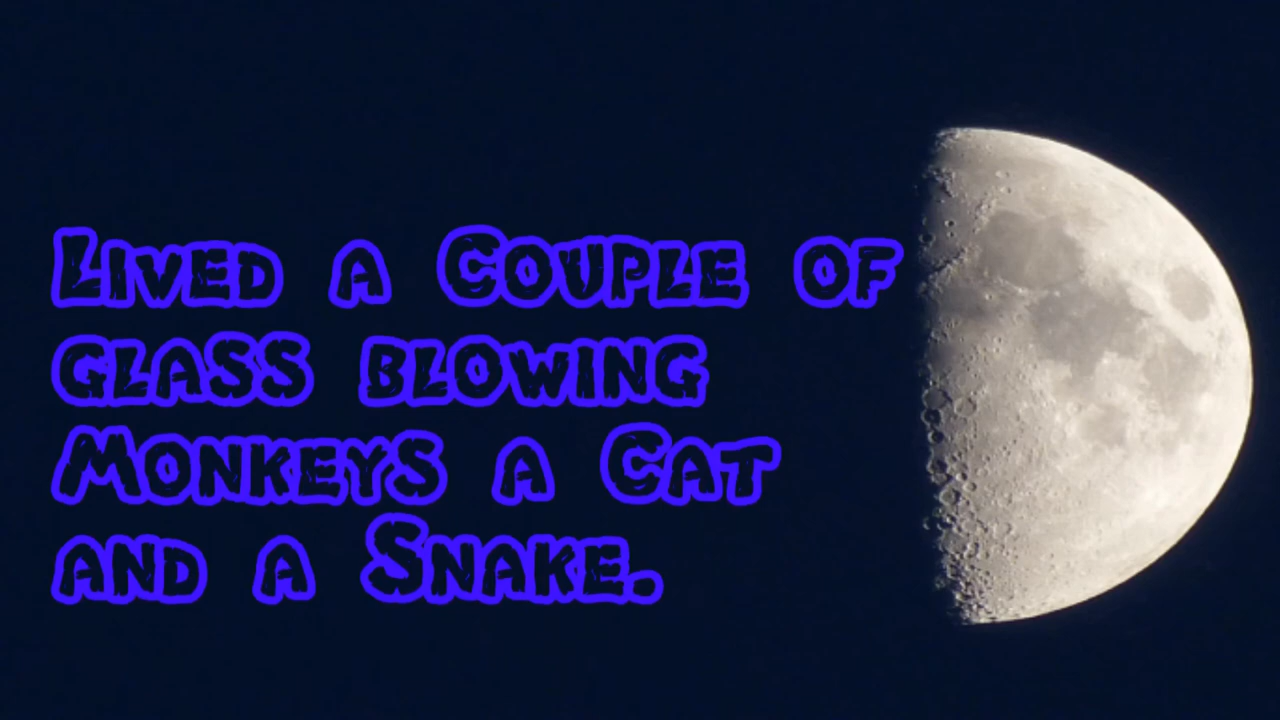 Lived a Couple of
glass blowing
Monkeys a Cat
and a Snake.